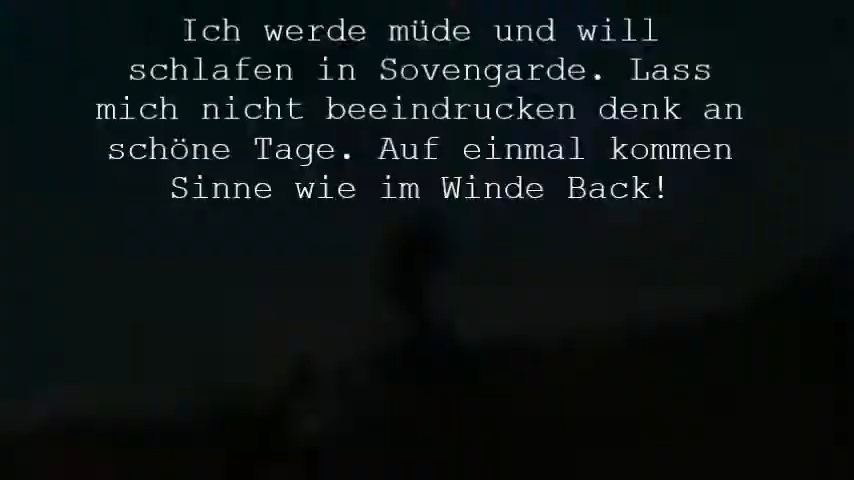 Ich werde müde und will
schlafen in Sovengarde. Lass
mich nicht beeindrucken denk an
schöne Tage. Auf einmal kommen
Sinne wie im Winde Back!